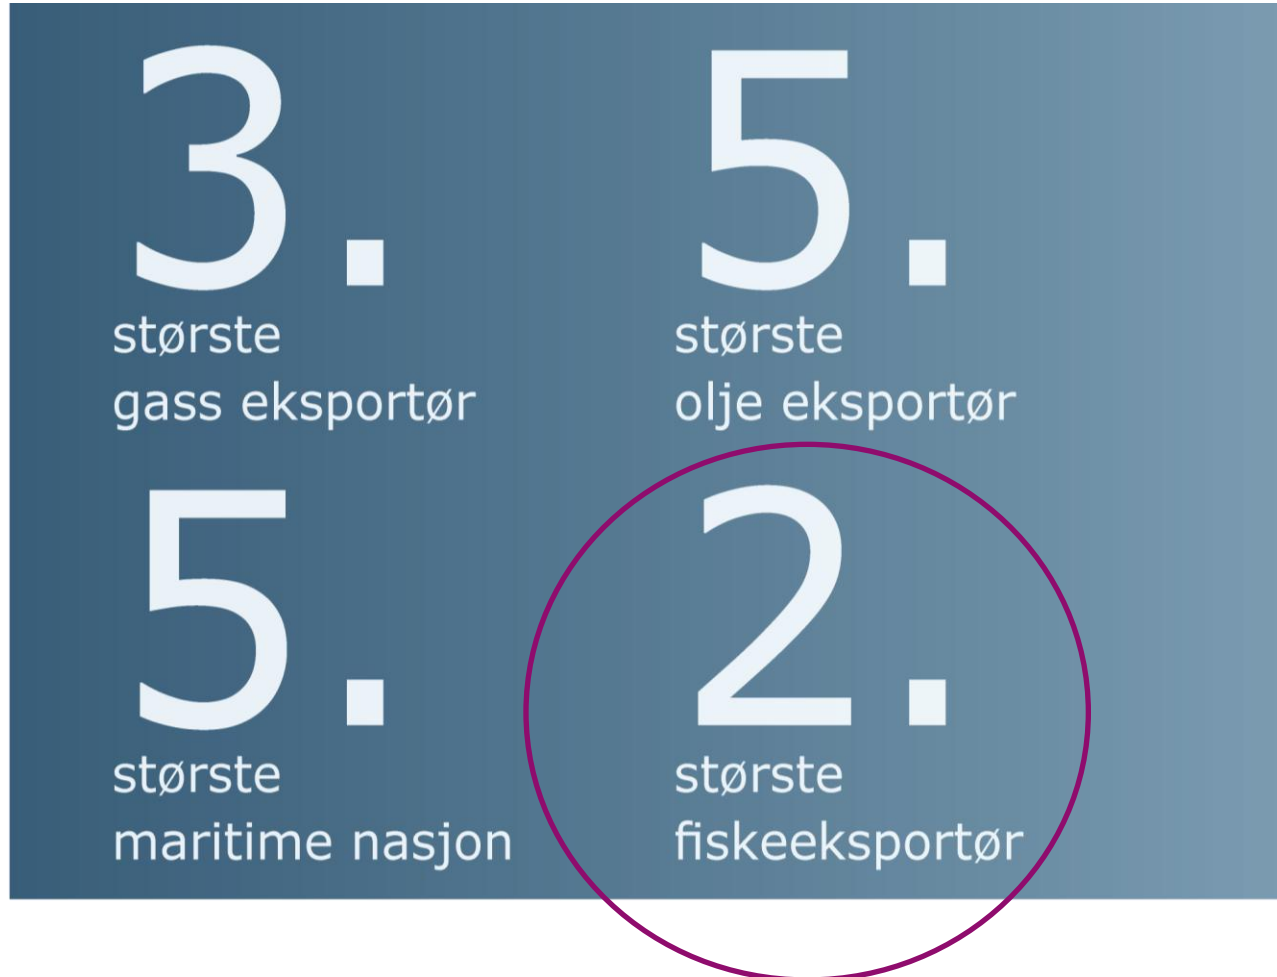 3.
største
gass eksportør
5.
største
olje eksportør
5.
største
maritime nasjon
2.
største
fiskeeksportør